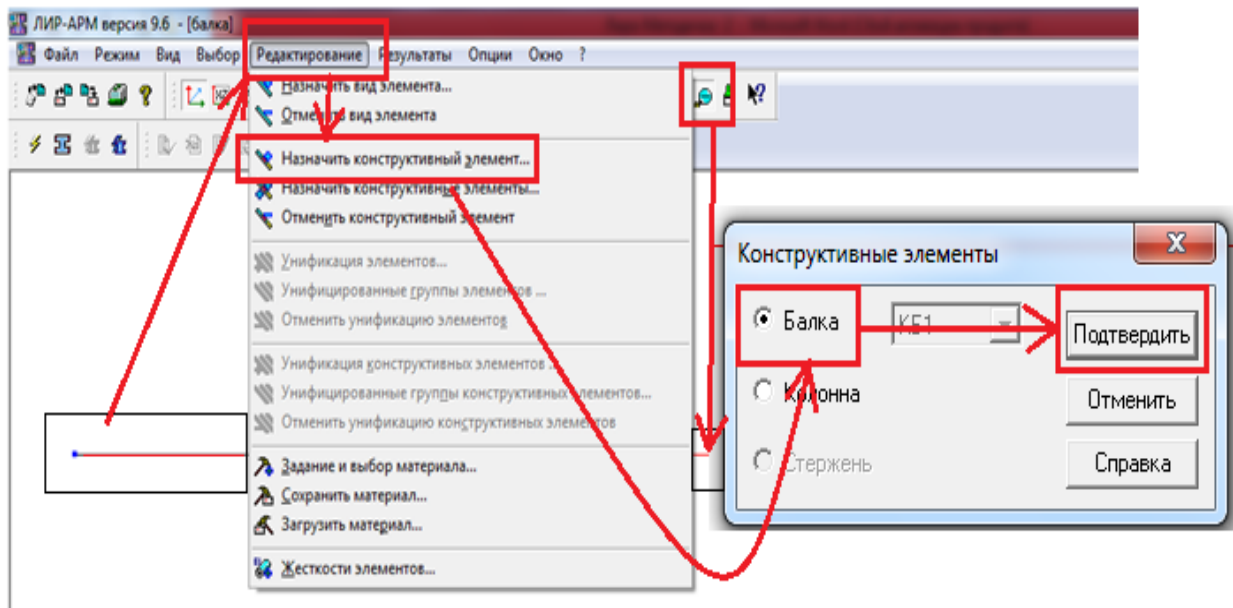 ЛИР-АРМ версия 9.6 - [балка]
Файл Режим Вид Выбор Редактирование Результаты Опции Окно ?
Назначить вид элемента...
Отменить вид элемента
Назначить конструктивный элемент...
Назначить конструктивные элементы...
Отменить конструктивный элемент
Унификация элементов...
Унифицированные группы элементов ...
Отменить унификацию элементов
Унификация конструктивных элементов ...
Унифицированные группы конструктивных элементов...
Отменить унификацию конструктивных элементов
Задание и выбор материала...
Сохранить материал...
Загрузить материал...
Жесткости элементов...
Конструктивные элементы
Балка КБ1 Подтвердить
Колонна Отменить
Стержень Справка